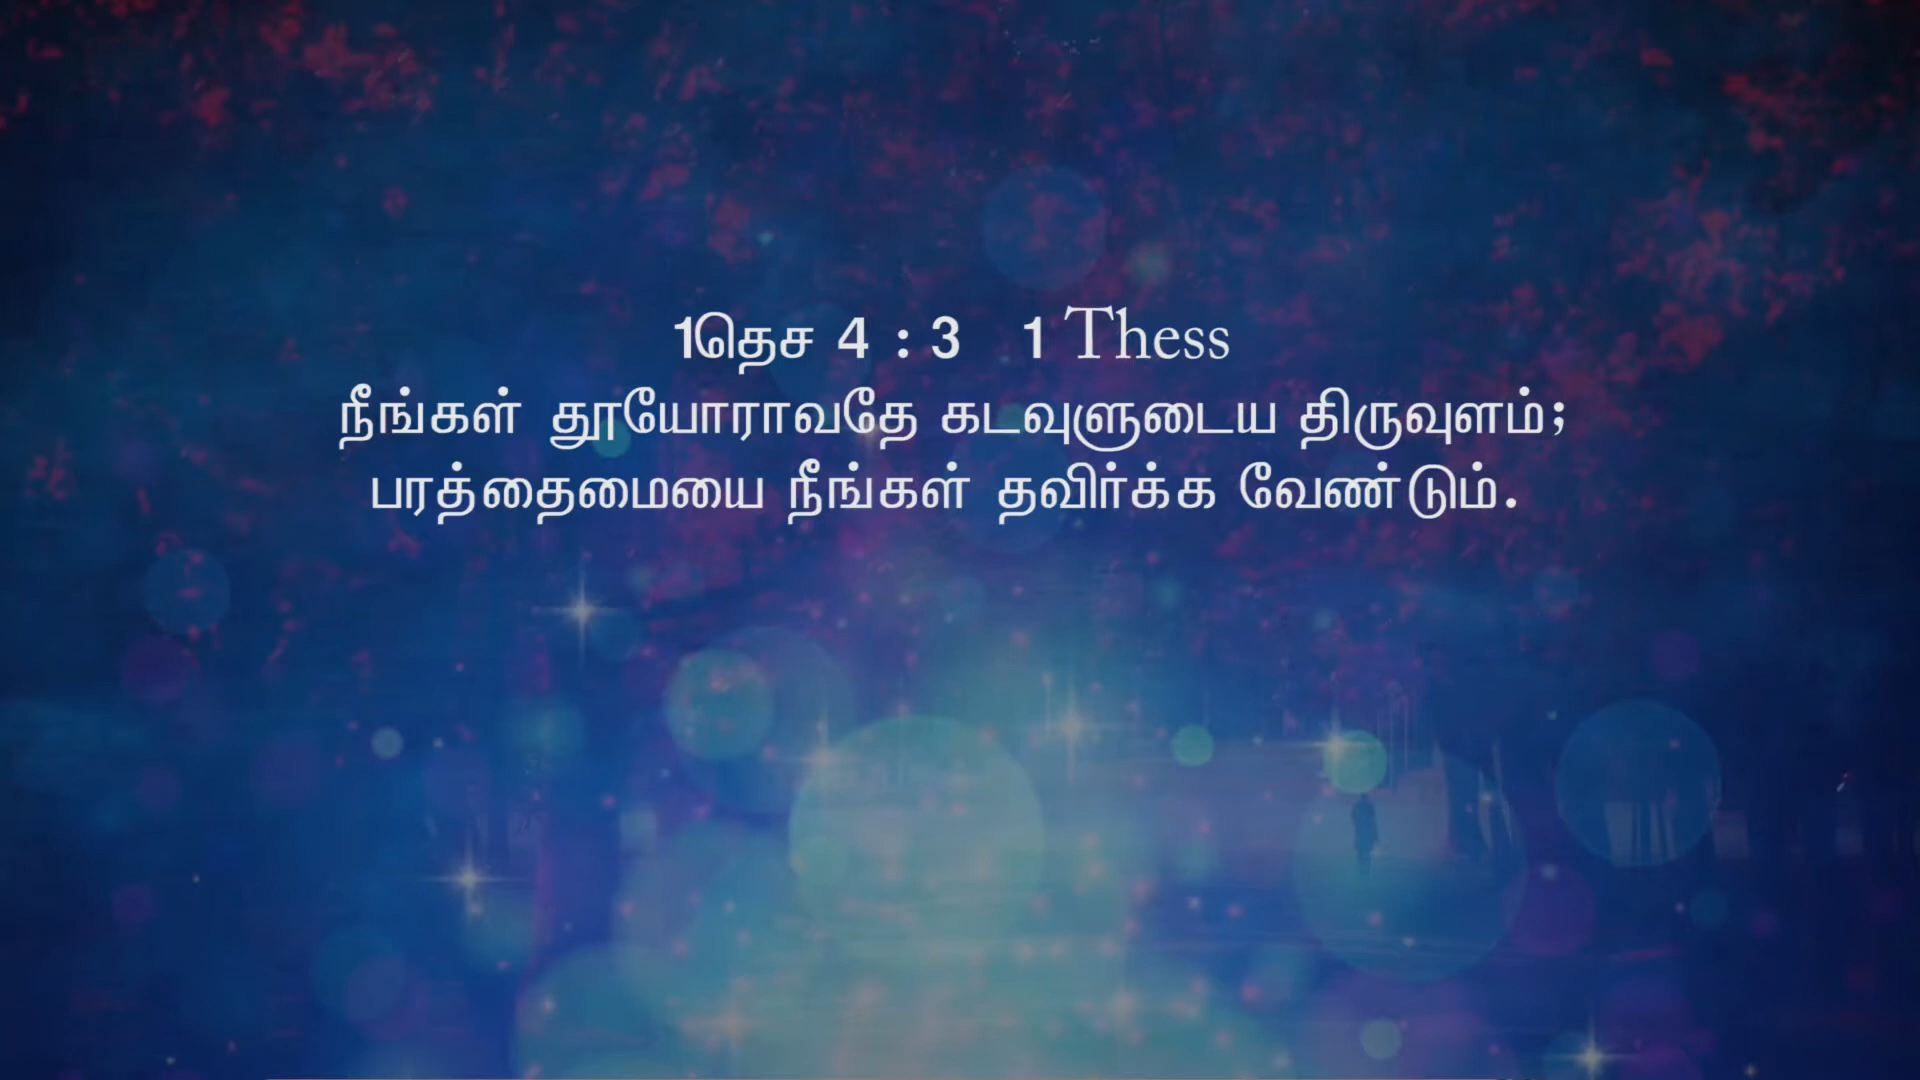 1தெச 4 : 3 1 Thess
நீங்கள் தூயோராவதே கடவுளுடைய திருவுளம்;
பரத்தைமையை நீங்கள் தவிர்க்க வேண்டும்.